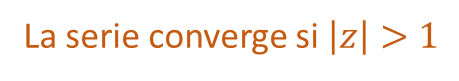 La serie converge si |z| > 1